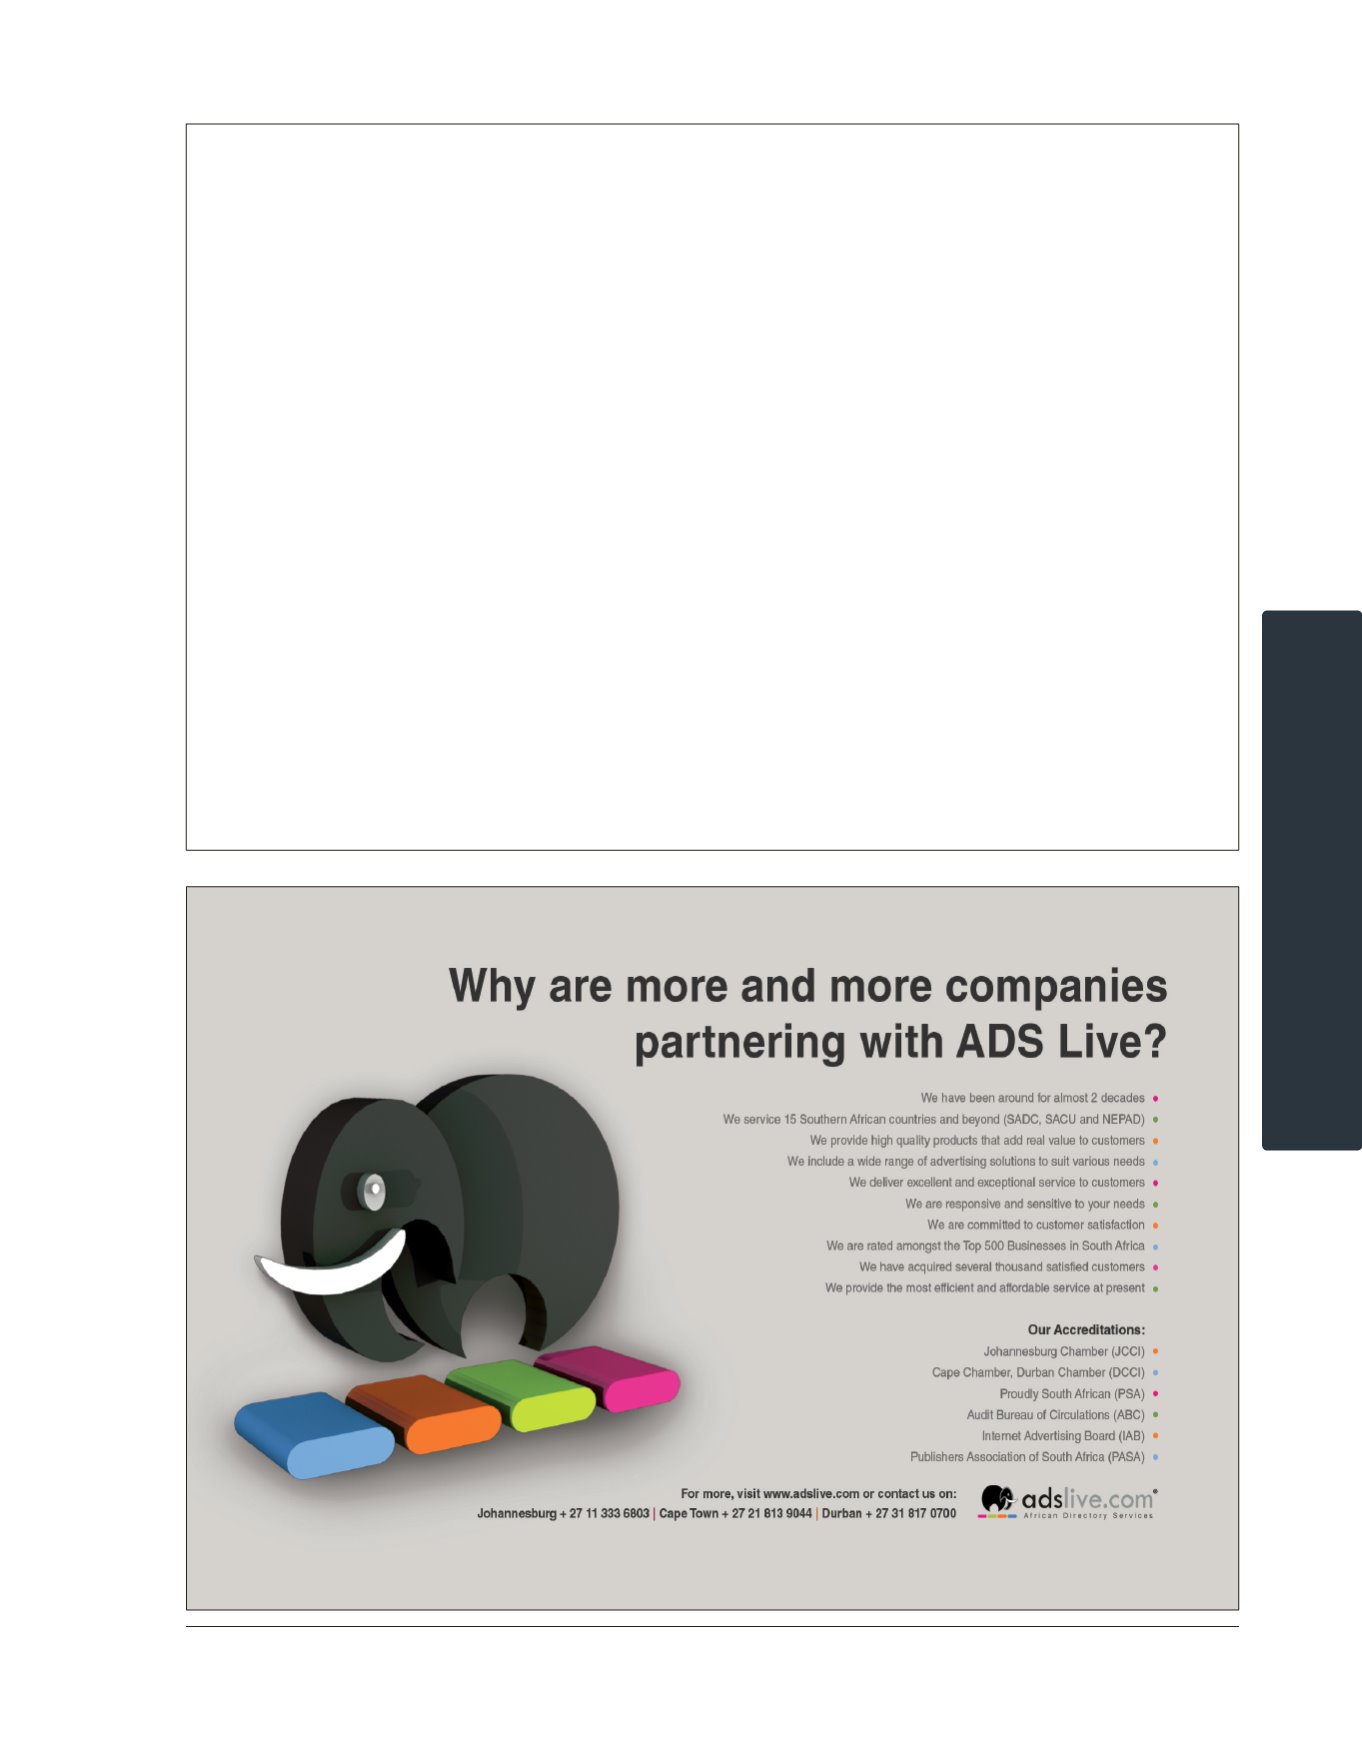 Why are more and more companies
partnering with ADS Live?
We have been around for almost 2 decades •
We service 15 Southern African countries and beyond (SADC, SACU and NEPAD) •
We provide high quality products that add real value to customers •
We include a wide range of advertising solutions to suit various needs •
We deliver excellent and exceptional service to customers •
We are responsive and sensitive to your needs •
We are committed to customer satisfaction •
We are rated amongst the Top 500 Businesses in South Africa •
We have acquired several thousand satisfied customers •
We provide the most efficient and affordable service at present •
Our Accreditations:
Johannesburg Chamber (JCCI) •
Cape Chamber, Durban Chamber (DCCI) •
Proudly South African (PSA) •
Audit Bureau of Circulations (ABC) •
Internet Advertising Board (IAB) •
Publishers Association of South Africa (PASA) •
For more, visit www.adslive.com or contact us on:
Johannesburg + 27 11 333 6803 | Cape Town + 27 21 813 9044 | Durban + 27 31 817 0700
adslive.com®
African Directory Services